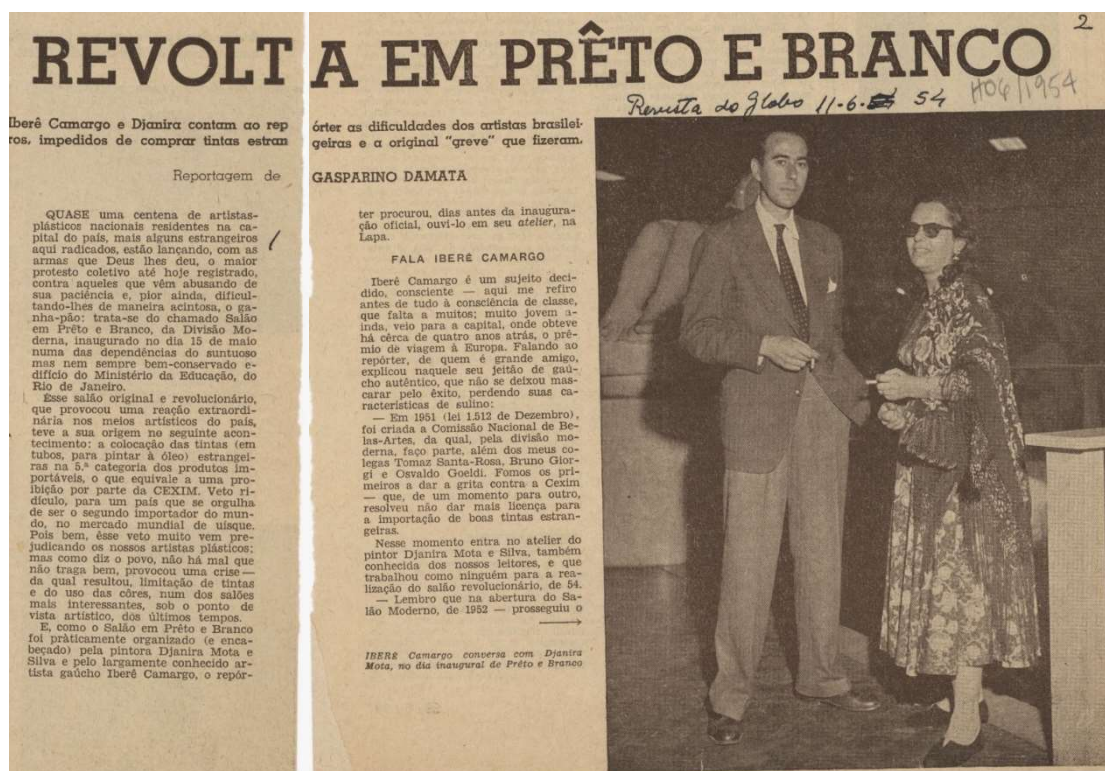 REVOLTA EM PRÊTO E BRANCO
2
Revista do Globo 11-6- 54
H06/1954
Iberê Camargo e Djanira contam ao repórter as dificuldades dos artistas brasilei-
ros, impedidos de comprar tintas estrangeiras e a original "greve" que fizeram.
Reportagem de GASPARINO DAMATA
QUASE uma centena de artistas-
plásticos nacionais residentes na ca-
pital do país, mais alguns estrangeiros
aqui radicados, estão lançando, com as
armas que Deus lhes deu, o maior
protesto coletivo até hoje registrado,
contra aqueles que vêm abusando de
sua paciência e, pior ainda, dificul-
tando-lhes de maneira acintosa, o ga-
nha-pão: trata-se do chamado Salão
em Prêto e Branco, da Divisão Mo-
derna, inaugurado no dia 15 de maio
numa das dependências do suntuoso
mas nem sempre bem-conservado e-
difício do Ministério da Educação, do
Rio de Janeiro.
Êsse salão original e revolucionário,
que provocou uma reação extraordi-
nária nos meios artísticos do país,
teve a sua origem no seguinte acon-
tecimento: a colocação das tintas (em
tubos, para pintar à óleo) estrangei-
ras na 5.ª categoria dos produtos im-
portáveis, o que equivale a uma pro-
ibição por parte da CEXIM. Veto ri-
dículo, para um país que se orgulha
de ser o segundo importador do mun-
do, no mercado mundial de uísque.
Pois bem, êsse veto muito vem pre-
judicando os nossos artistas plásticos;
mas como diz o povo, não há mal que
não traga bem, provocou uma crise —
da qual resultou, limitação de tintas
e do uso das côres, num dos salões
mais interessantes, sob o ponto de
vista artístico, dos últimos tempos.
E, como o Salão em Prêto e Branco
foi pràticamente organizado (e enca-
beçado) pela pintora Djanira Mota e
Silva e pelo largamente conhecido ar-
tista gaúcho Iberê Camargo, o repór-
ter procurou, dias antes da inaugura-
ção oficial, ouvi-lo em seu atelier, na
Lapa.
FALA IBERÊ CAMARGO
Iberê Camargo é um sujeito deci-
dido, consciente — aqui me refiro
antes de tudo à consciência de classe,
que falta a muitos; muito jovem a-
inda, veio para a capital, onde obteve
há cêrca de quatro anos atrás, o prê-
mio de viagem à Europa. Falando ao
repórter, de quem é grande amigo,
explicou naquele seu jeitão de gaú-
cho autêntico, que não se deixou mas-
carar pelo êxito, perdendo suas ca-
racterísticas de sulino:
— Em 1951 (lei 1.512 de Dezembro),
foi criada a Comissão Nacional de Be-
las-Artes, da qual, pela divisão mo-
derna, faço parte, além dos meus co-
legas Tomaz Santa-Rosa, Bruno Gior-
gi e Osvaldo Goeldi. Fomos os pri-
meiros a dar a grita contra a Cexim
— que, de um momento para outro,
resolveu não dar mais licença para
a importação de boas tintas estran-
geiras.
Nesse momento entra no atelier do
pintor Djanira Mota e Silva, também
conhecida dos nossos leitores, e que
trabalhou como ninguém para a rea-
lização do salão revolucionário, de 54.
— Lembro que na abertura do Sa-
lão Moderno, de 1952 — prosseguiu o
IBERÊ Camargo conversa com Djanira
Mota, no dia inaugural de Prêto e Branco